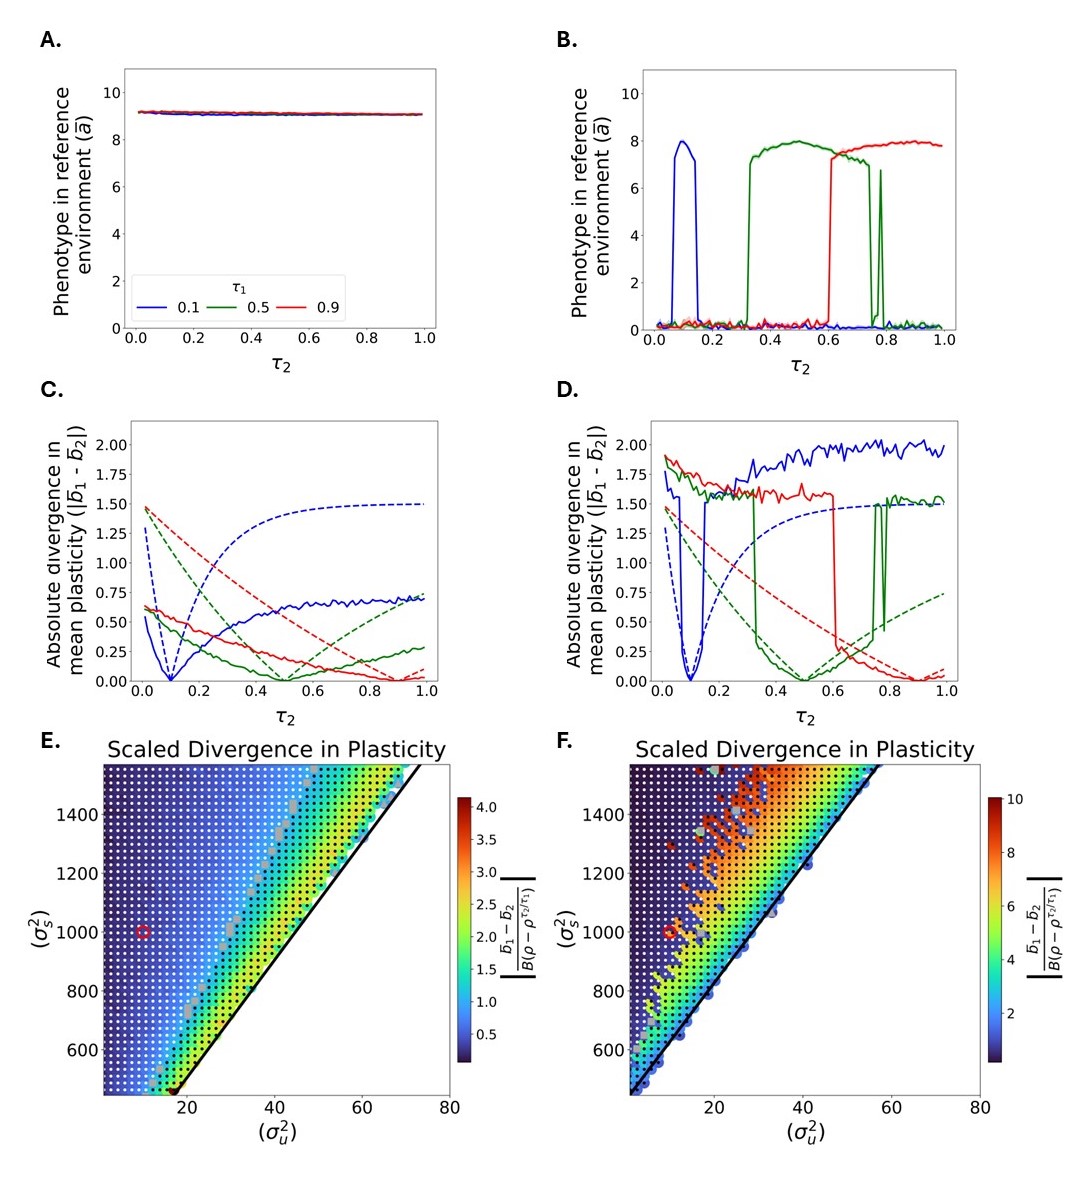 A.
Phenotype in reference
environment (a̅)
10
8
6
4
2
0
τ₁
0.1
0.5
0.9
0.0 0.2 0.4 0.6 0.8 1.0
τ₂
B.
Phenotype in reference
environment (a̅)
10
8
6
4
2
0
0.0 0.2 0.4 0.6 0.8 1.0
τ₂
C.
Absolute divergence in
mean plasticity (|b̅₁ - b̅₂|)
2.00
1.75
1.50
1.25
1.00
0.75
0.50
0.25
0.00
0.0 0.2 0.4 0.6 0.8 1.0
τ₂
D.
Absolute divergence in
mean plasticity (|b̅₁ - b̅₂|)
2.00
1.75
1.50
1.25
1.00
0.75
0.50
0.25
0.00
0.0 0.2 0.4 0.6 0.8 1.0
τ₂
E.
Scaled Divergence in Plasticity
(σₛ²)
1400
1200
1000
800
600
20 40 60 80
(σᵤ²)
4.0
3.5
3.0
2.5
2.0
1.5
1.0
0.5
b̅₁ − b̅₂
B(ρ − ρ^(τ₂/τ₁))
F.
Scaled Divergence in Plasticity
(σₛ²)
1400
1200
1000
800
600
20 40 60 80
(σᵤ²)
10
8
6
4
2
b̅₁ − b̅₂
B(ρ − ρ^(τ₂/τ₁))